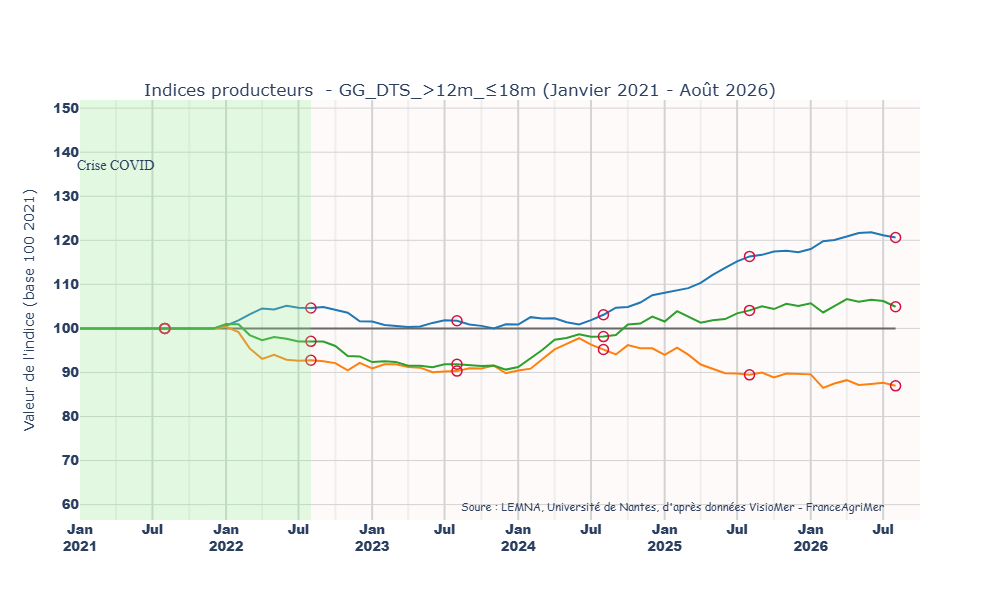 Indices producteurs  - GG_DTS_>12m_≤18m (Janvier 2021 - Août 2026)
150
140
Crise COVID
130
120
110
100
90
80
70
60
Valeur de l'indice (base 100 2021)
Soure : LEMNA, Université de Nantes, d'après données VisioMer - FranceAgriMer
Jan Jul Jan Jul Jan Jul Jan Jul Jan Jul Jan Jul
2021 2022 2023 2024 2025 2026